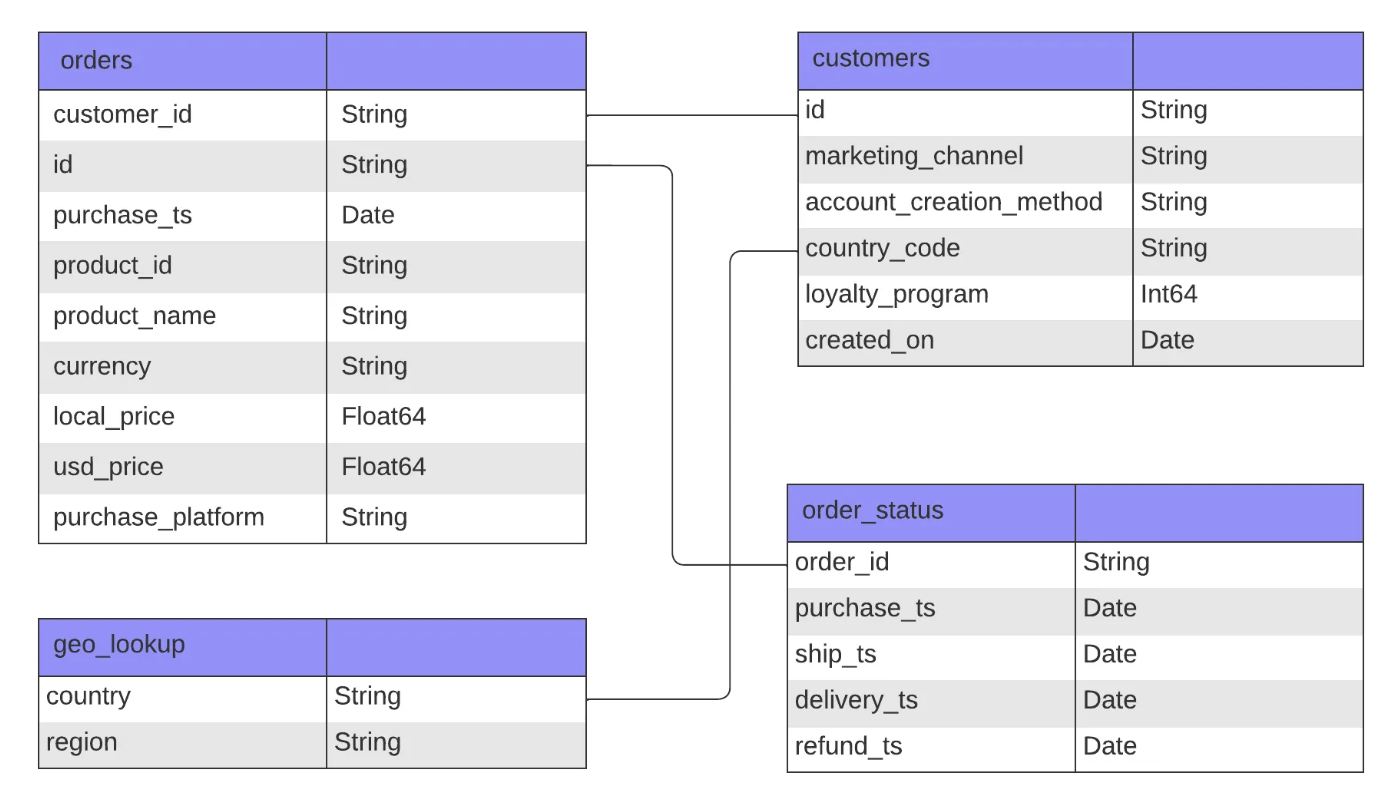 orders
customer_id String
id String
purchase_ts Date
product_id String
product_name String
currency String
local_price Float64
usd_price Float64
purchase_platform String
customers
id String
marketing_channel String
account_creation_method String
country_code String
loyalty_program Int64
created_on Date
geo_lookup
country String
region String
order_status
order_id String
purchase_ts Date
ship_ts Date
delivery_ts Date
refund_ts Date